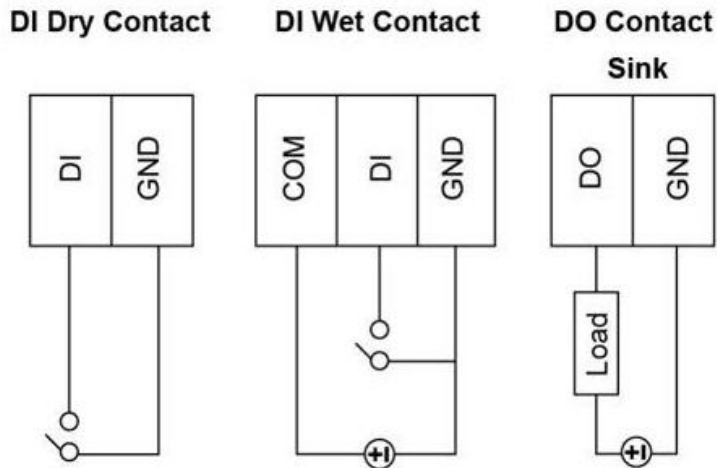 DI Dry Contact
DI Wet Contact
DO Contact
Sink
DI
GND
COM
DI
GND
DO
GND
Load